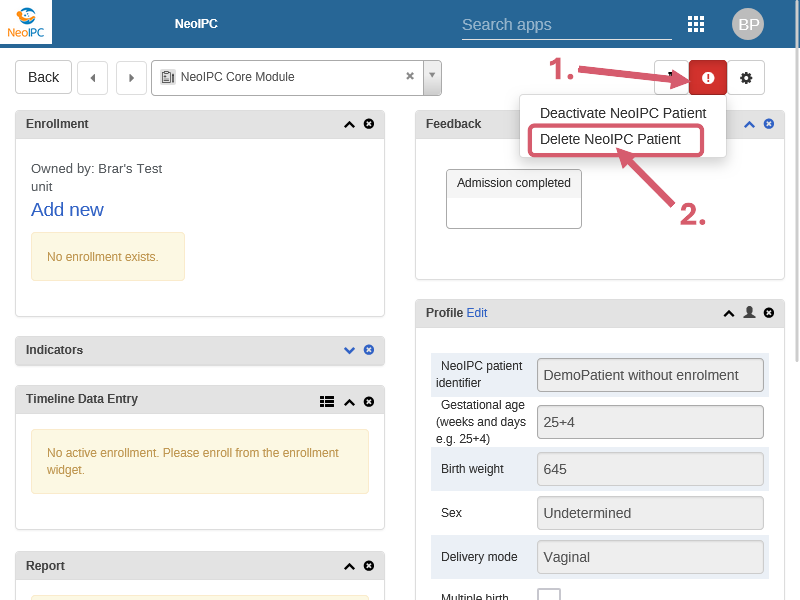 NeoIPC
NeoIPC
Search apps
BP
Back
NeoIPC Core Module
1.
Deactivate NeoIPC Patient
Delete NeoIPC Patient
2.
Enrollment
Owned by: Brar's Test
unit
Add new
No enrollment exists.
Indicators
Timeline Data Entry
No active enrollment. Please enroll from the enrollment
widget.
Report
Feedback
Admission completed
Profile Edit
NeoIPC patient
identifier
DemoPatient without enrolment
Gestational age
(weeks and days
e.g. 25+4)
25+4
Birth weight
645
Sex
Undetermined
Delivery mode
Vaginal
Multiple birth